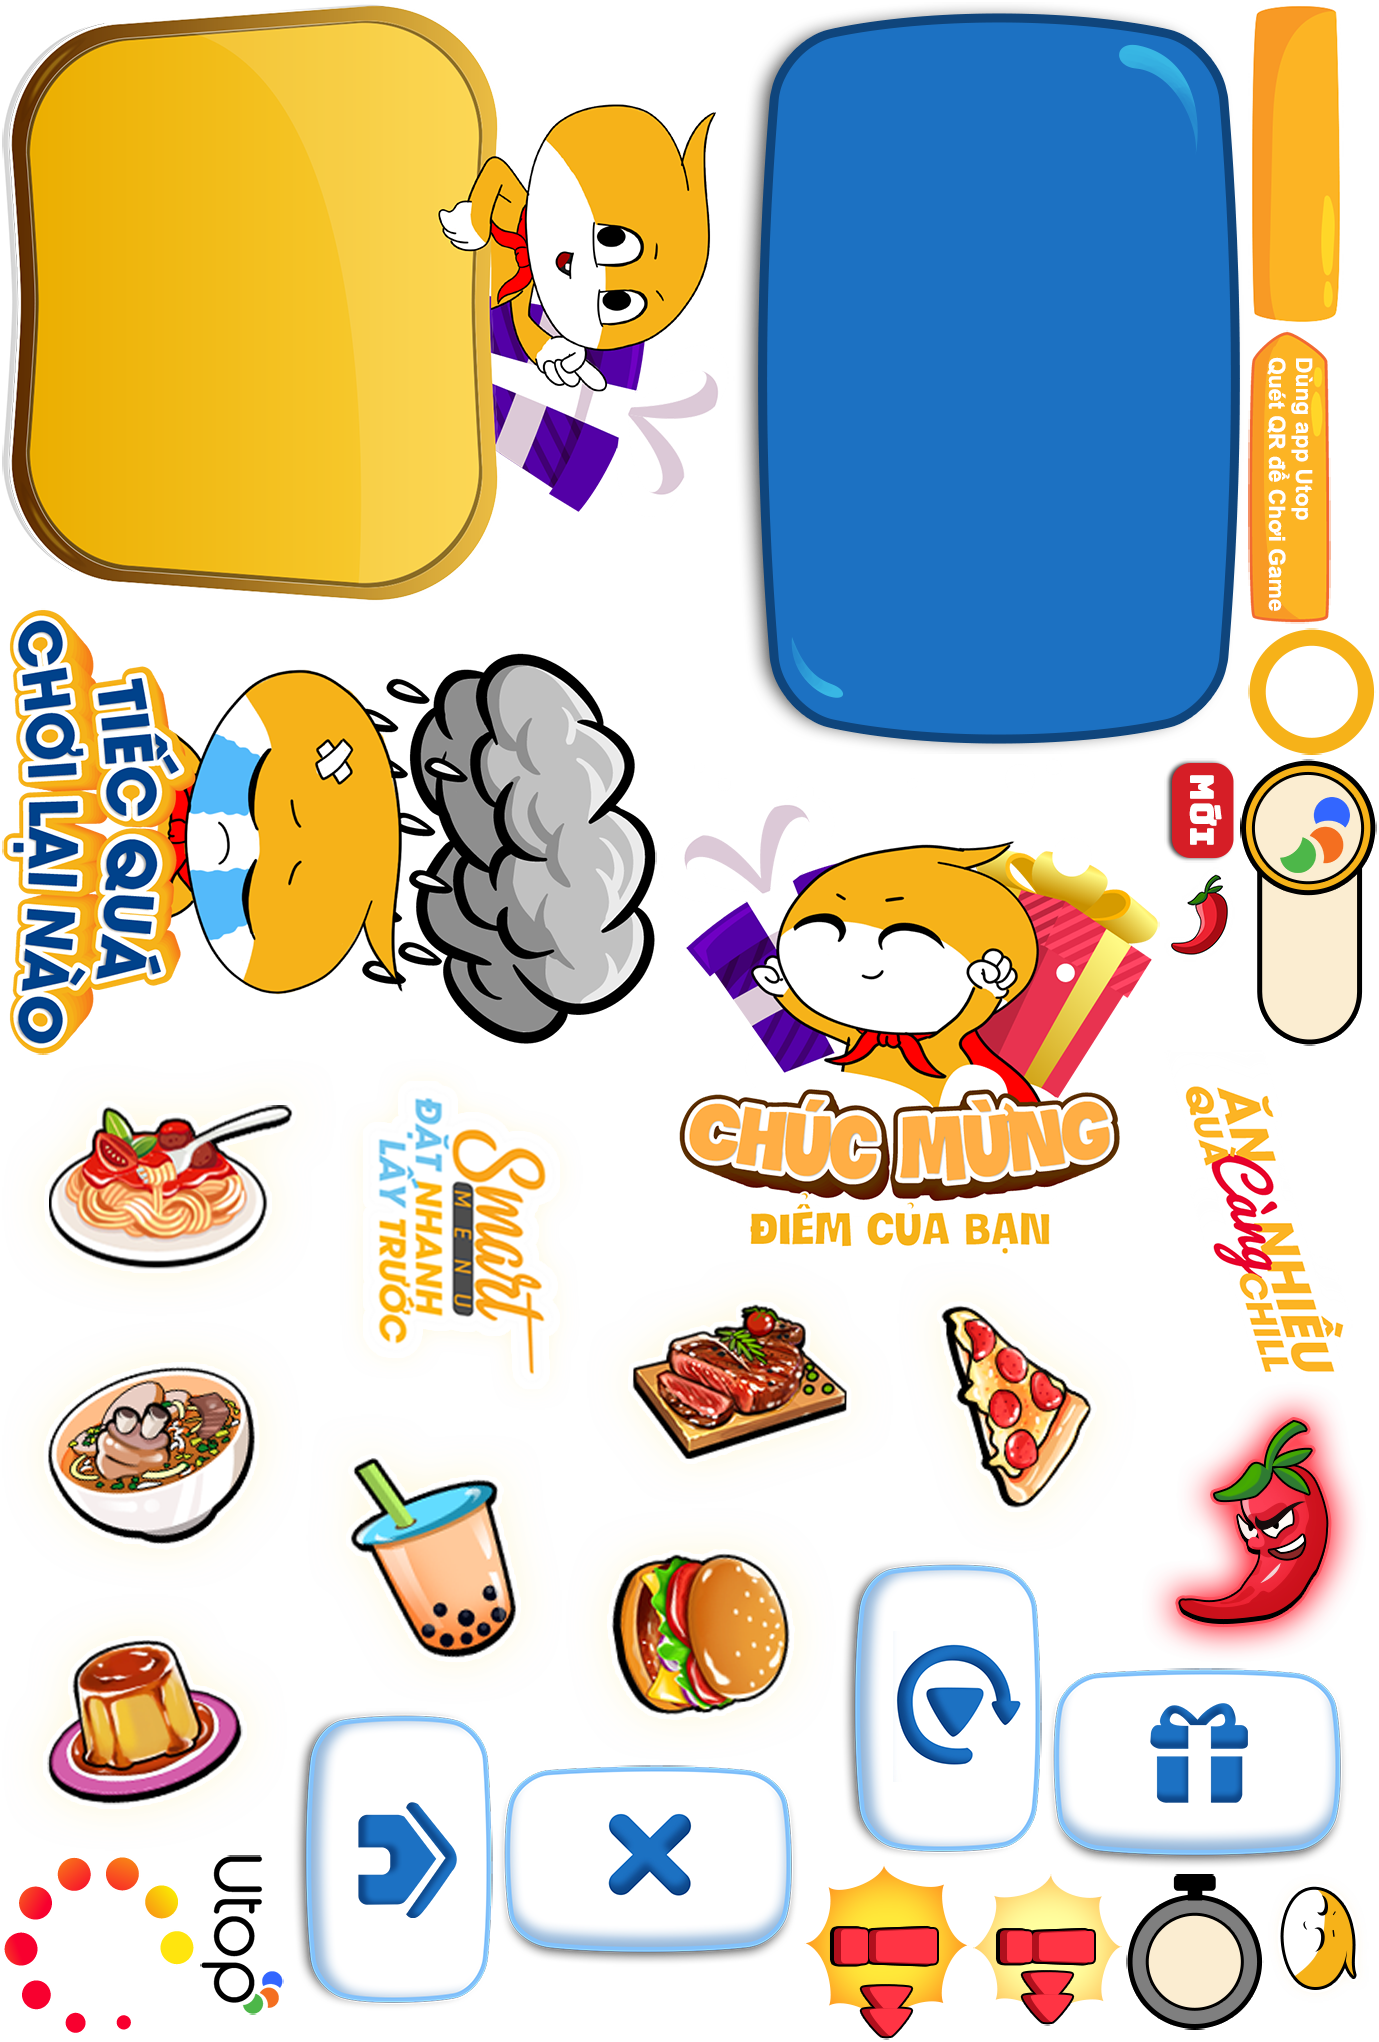 Dùng app Utop
Quét QR để Chơi Game
MỚI
TIẾC QUÁ
CHƠI LẠI NÀO
CHÚC MỪNG
ĐIỂM CỦA BẠN
Smart
MENU
ĐẶT NHANH
LẤY TRƯỚC
ĂN NHIỀU
QUÀ Càng CHILL
Utop